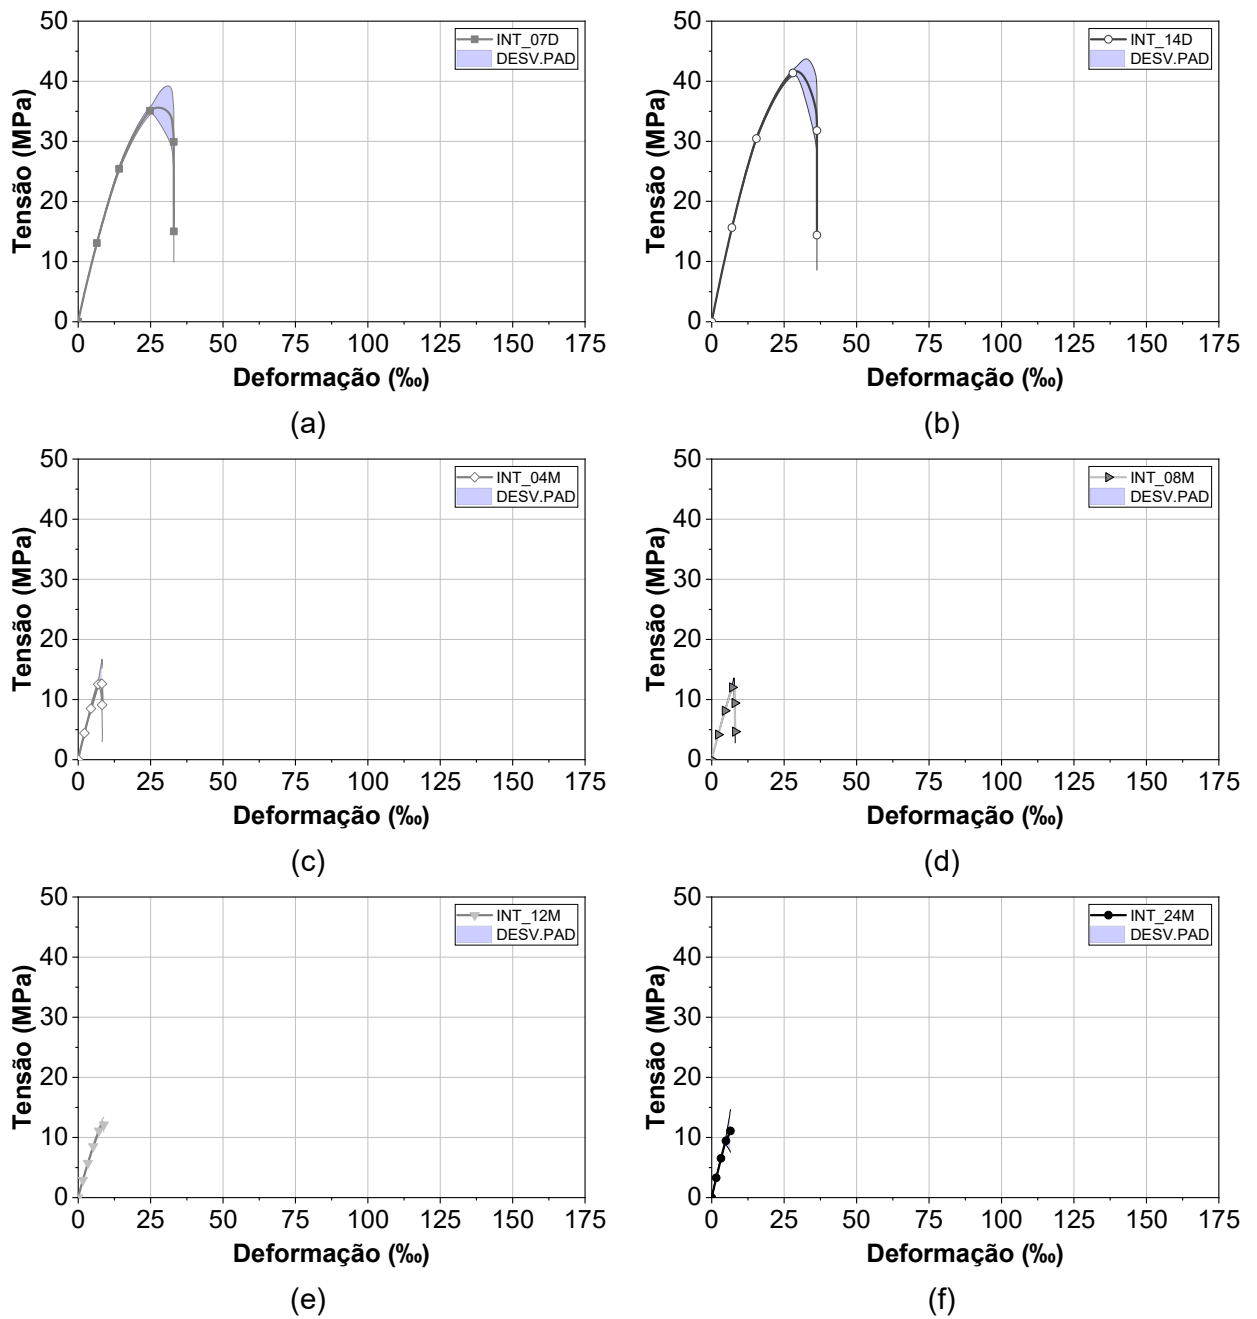 50
40
30
20
10
0
Tensão (MPa)
INT_07D
DESV.PAD
0 25 50 75 100 125 150 175
Deformação (‰)
(a)
50
40
30
20
10
0
Tensão (MPa)
INT_14D
DESV.PAD
0 25 50 75 100 125 150 175
Deformação (‰)
(b)
50
40
30
20
10
0
Tensão (MPa)
INT_04M
DESV.PAD
0 25 50 75 100 125 150 175
Deformação (‰)
(c)
50
40
30
20
10
0
Tensão (MPa)
INT_08M
DESV.PAD
0 25 50 75 100 125 150 175
Deformação (‰)
(d)
50
40
30
20
10
0
Tensão (MPa)
INT_12M
DESV.PAD
0 25 50 75 100 125 150 175
Deformação (‰)
(e)
50
40
30
20
10
0
Tensão (MPa)
INT_24M
DESV.PAD
0 25 50 75 100 125 150 175
Deformação (‰)
(f)